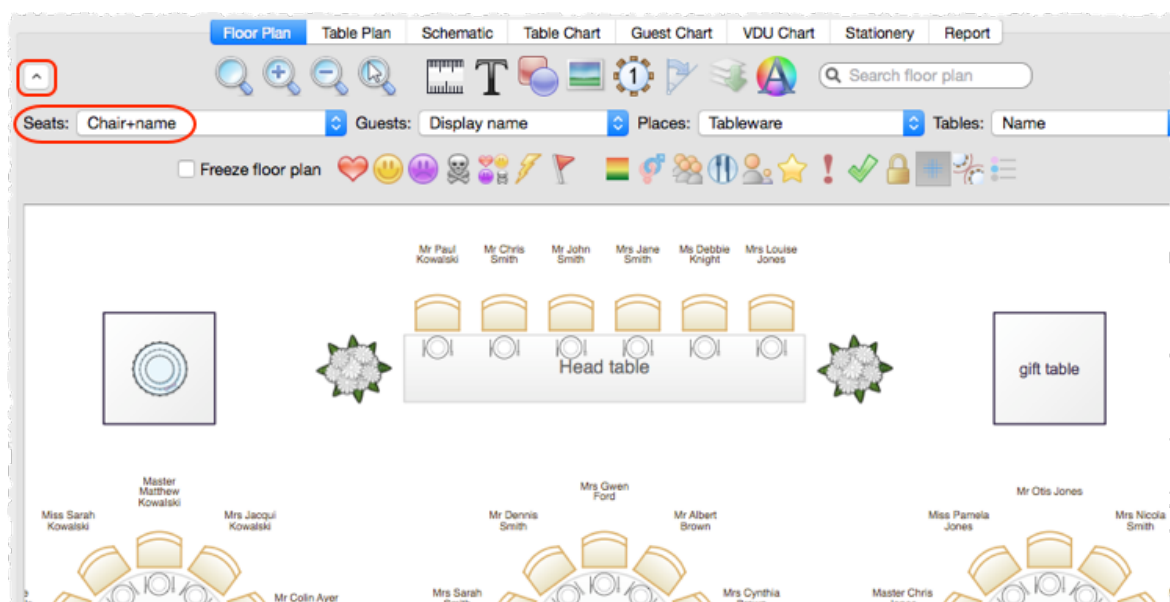 Floor Plan Table Plan Schematic Table Chart Guest Chart VDU Chart Stationery Report
T 1 A Search floor plan
Seats: Chair+name Guests: Display name Places: Tableware Tables: Name
Freeze floor plan
Mr Paul Kowalski
Mr Chris Smith
Mr John Smith
Mrs Jane Smith
Ms Debbie Knight
Mrs Louise Jones
Head table
gift table
Master Matthew Kowalski
Miss Sarah Kowalski
Mrs Jacqui Kowalski
Mr Colin Ayer
Mrs Gwen Ford
Mr Dennis Smith
Mr Albert Brown
Mrs Sarah
Mrs Cynthia
Mr Otis Jones
Miss Pamela Jones
Mrs Nicola Smith
Master Chris